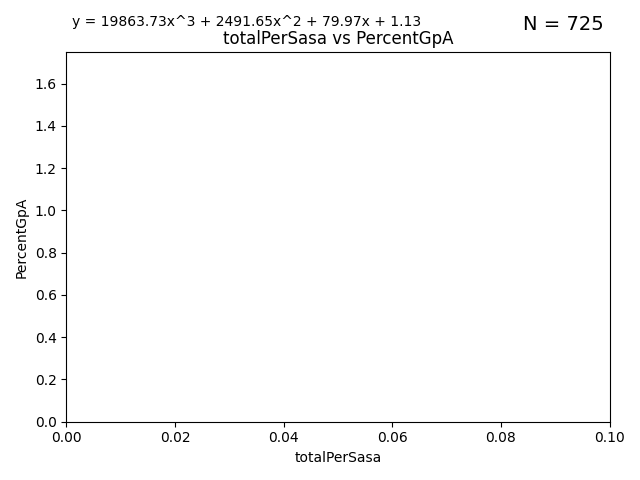 y = 19863.73x^3 + 2491.65x^2 + 79.97x + 1.13
N = 725
totalPerSasa vs PercentGpA
PercentGpA
1.6
1.4
1.2
1.0
0.8
0.6
0.4
0.2
0.0
0.00 0.02 0.04 0.06 0.08 0.10
totalPerSasa